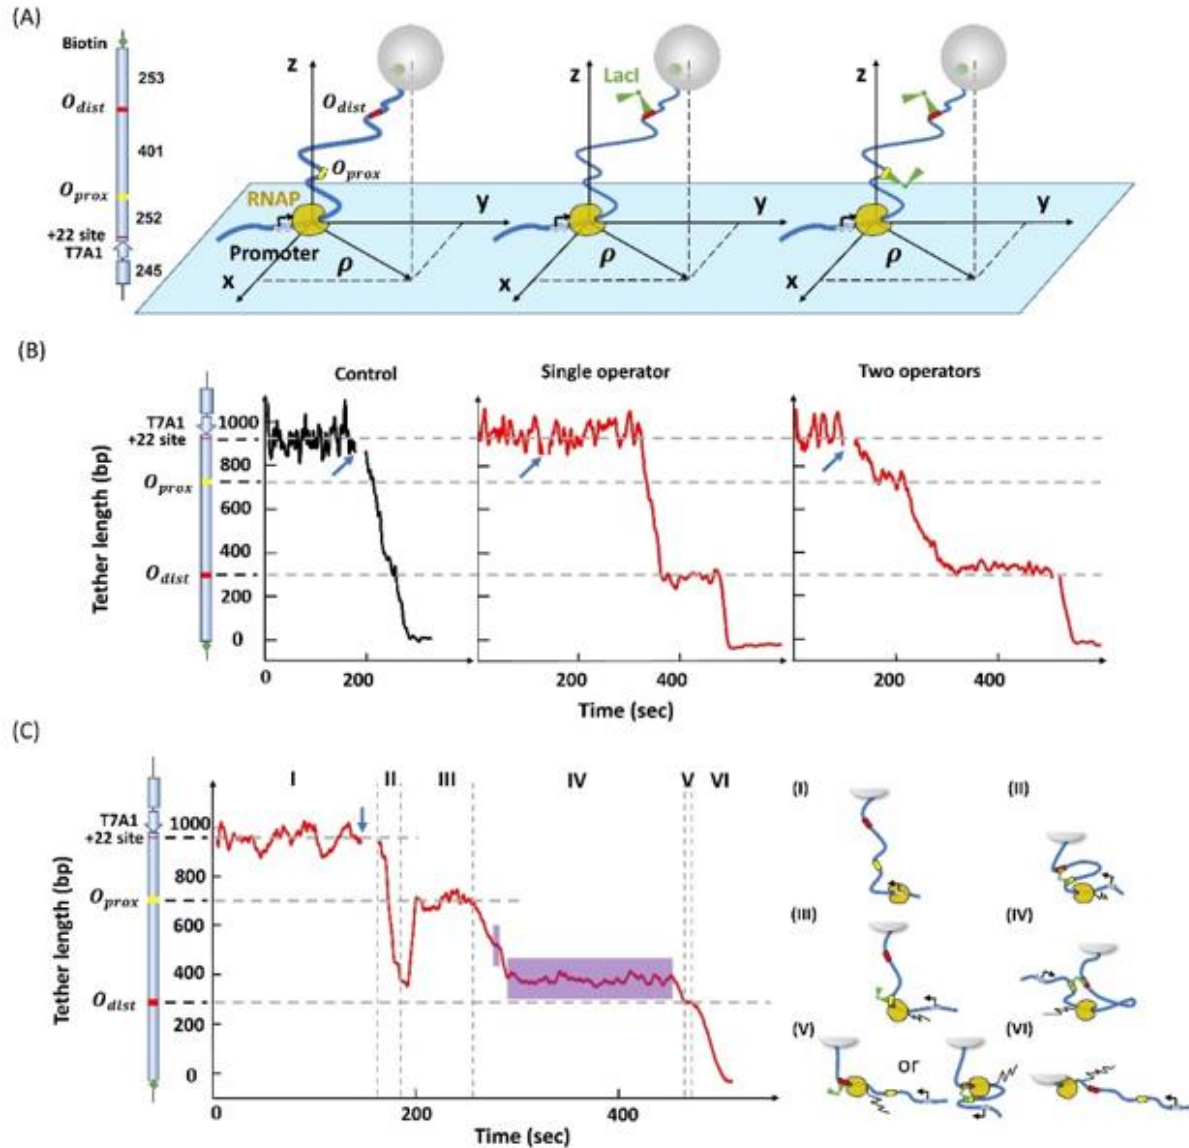 (A)
Biotin
253
O_dist
401
O_prox
252
+22 site
T7A1
245
z
O_dist
O_prox
RNAP
y
Promoter
x
ρ
z
LacI
y
x
ρ
z
y
x
ρ
(B)
Control
Single operator
Two operators
T7A1
+22 site
O_prox
O_dist
Tether length (bp)
1000
800
400
200
0
0
200
200
400
200
400
Time (sec)
(C)
I
II
III
IV
V
VI
T7A1
+22 site
O_prox
O_dist
Tether length (bp)
1000
800
600
400
200
0
0
200
400
Time (sec)
(I)
(II)
(III)
(IV)
(V)
or
(VI)